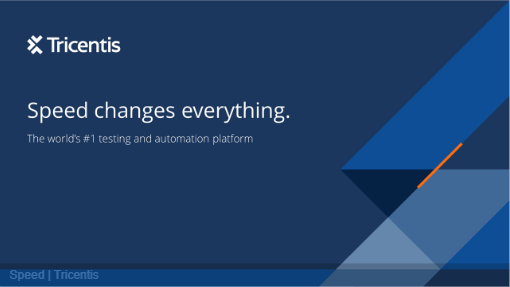 Tricentis
Speed changes everything.
The world's #1 testing and automation platform
Speed | Tricentis